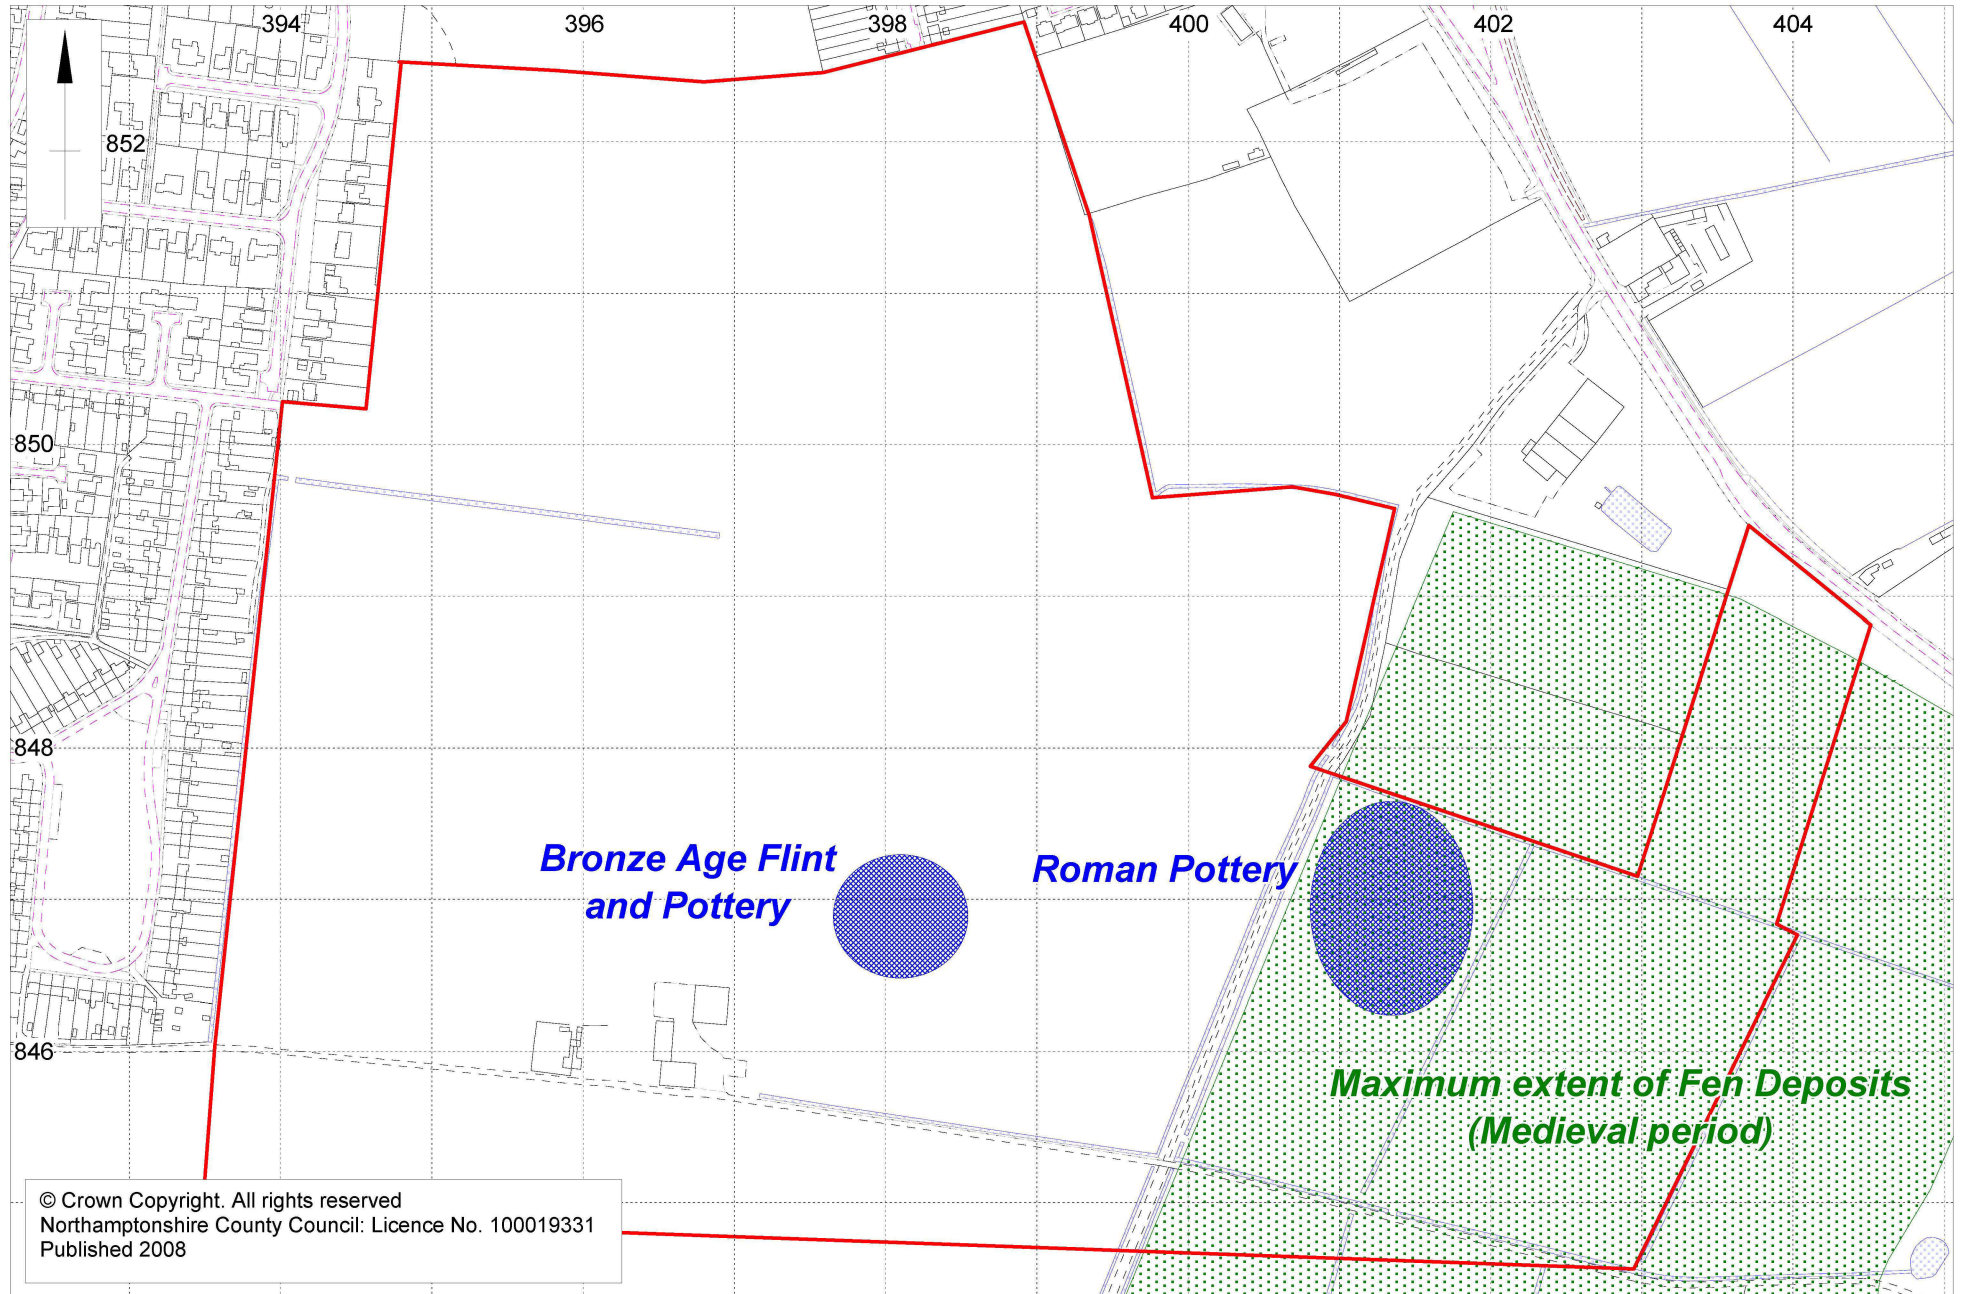 394
396
398
400
402
404
852
850
848
846
Bronze Age Flint
and Pottery
Roman Pottery
Maximum extent of Fen Deposits
(Medieval period)
© Crown Copyright. All rights reserved
Northamptonshire County Council: Licence No. 100019331
Published 2008